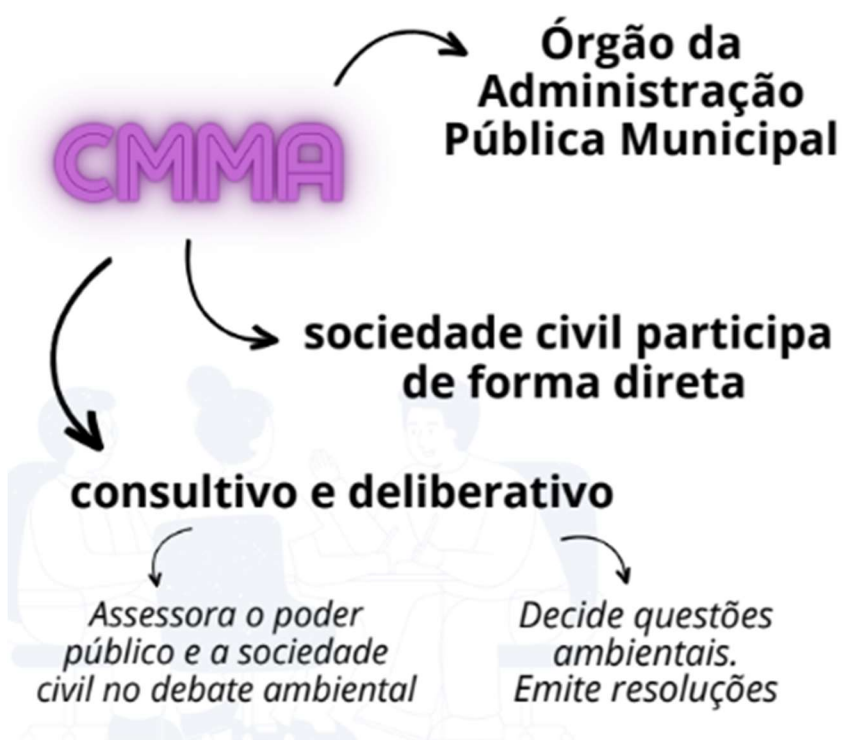 Órgão da
Administração
Pública Municipal
CMMA
sociedade civil participa
de forma direta
consultivo e deliberativo
Assessora o poder
público e a sociedade
civil no debate ambiental
Decide questões
ambientais.
Emite resoluções